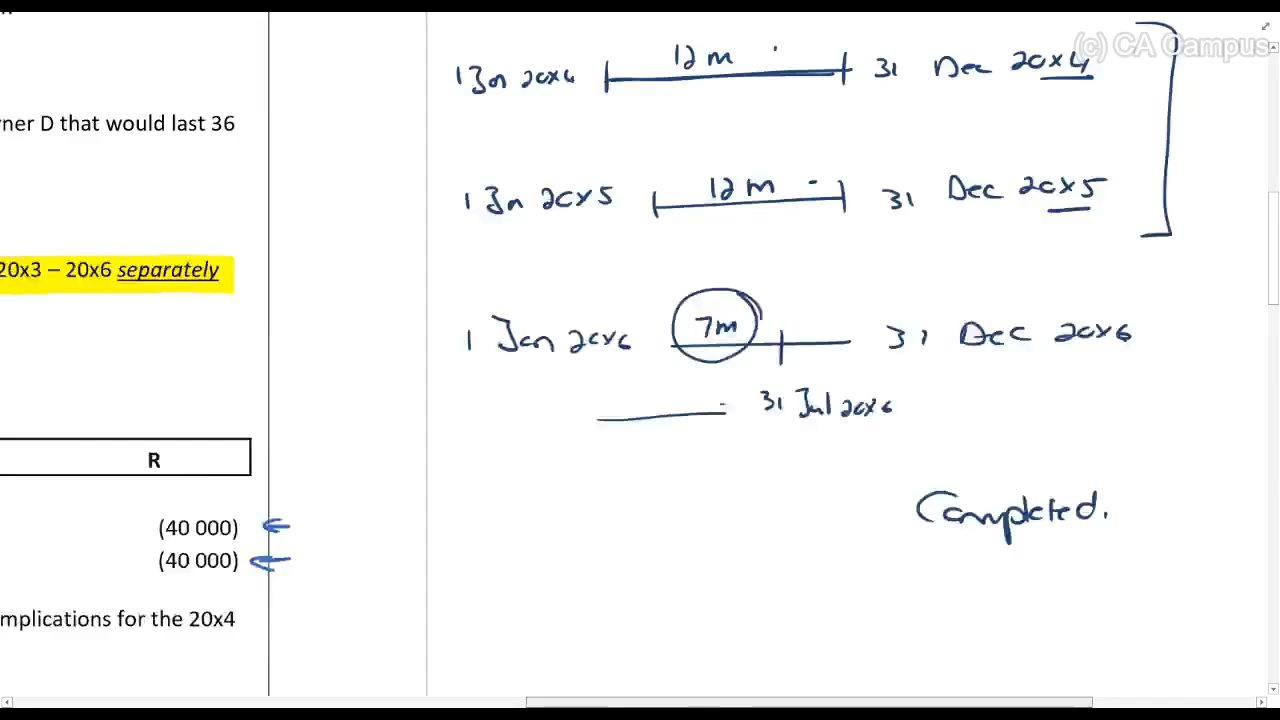 (c) CA Campus
1 Jan 20x4 12m 31 Dec 20x4
ner D that would last 36
1 Jan 20x5 12m 31 Dec 20x5
20x3 – 20x6 separately
1 Jan 20x6 7m 31 Dec 20x6
31 Jul 20x6
R
Completed.
(40 000)
(40 000)
mplications for the 20x4